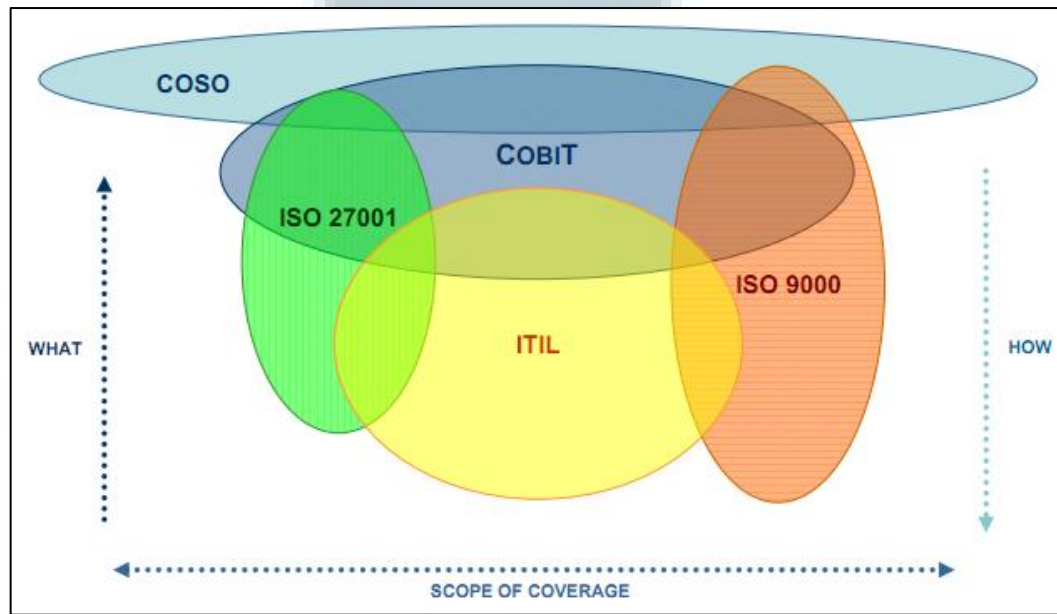 COSO
COBIT
ISO 27001
ISO 9000
ITIL
WHAT
HOW
SCOPE OF COVERAGE